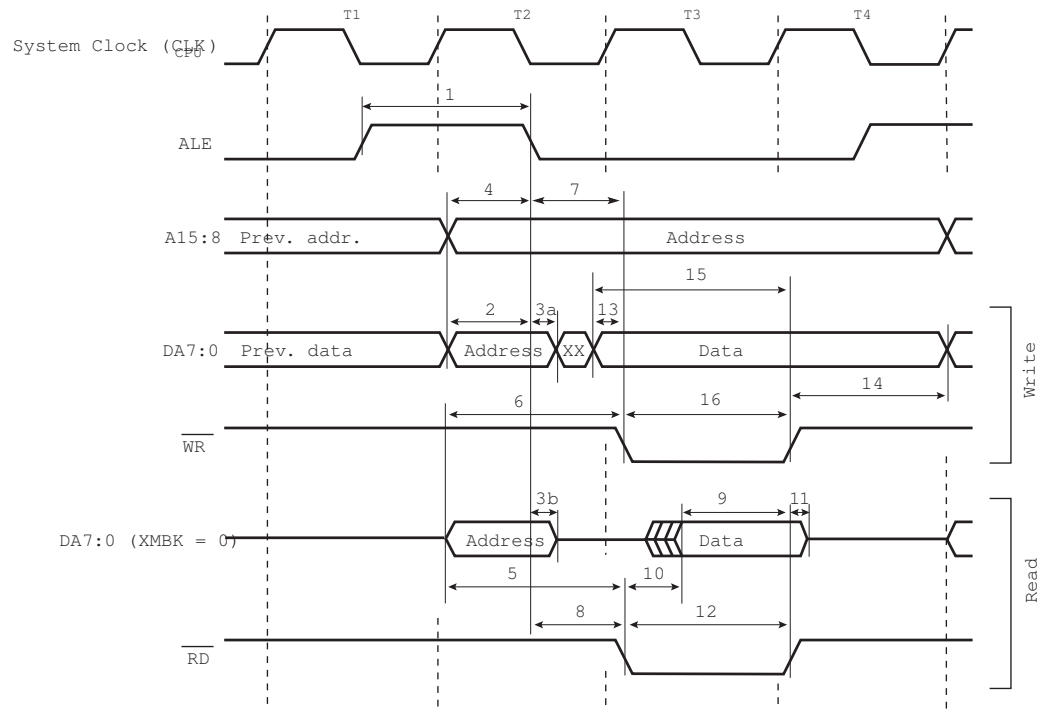 T1 T2 T3 T4
System Clock (CLK CPU)
1
ALE
4 7
A15:8 Prev. addr. Address
15
2 3a 13
DA7:0 Prev. data Address XX Data
14
6 16
WR
Write
3b 9 11
DA7:0 (XMBK = 0) Address Data
5 10
8 12
RD
Read